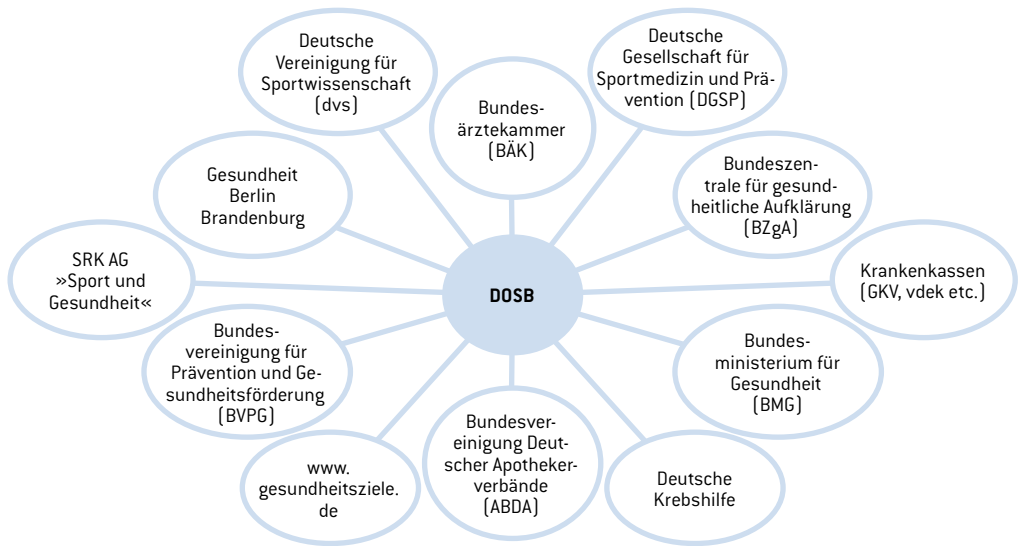 Deutsche
Vereinigung für
Sportwissenschaft
(dvs)
Bundes-
ärztekammer
(BÄK)
Deutsche
Gesellschaft für
Sportmedizin und Prä-
vention (DGSP)
Gesundheit
Berlin
Brandenburg
Bundeszen-
trale für gesund-
heitliche Aufklärung
(BZgA)
SRK AG
»Sport und
Gesundheit«
DOSB
Krankenkassen
(GKV, vdek etc.)
Bundes-
vereinigung für
Prävention und Ge-
sundheitsförderung
(BVPG)
Bundes-
ministerium für
Gesundheit
(BMG)
www.
gesundheitsziele.
de
Bundesver-
einigung Deut-
scher Apotheker-
verbände
(ABDA)
Deutsche
Krebshilfe